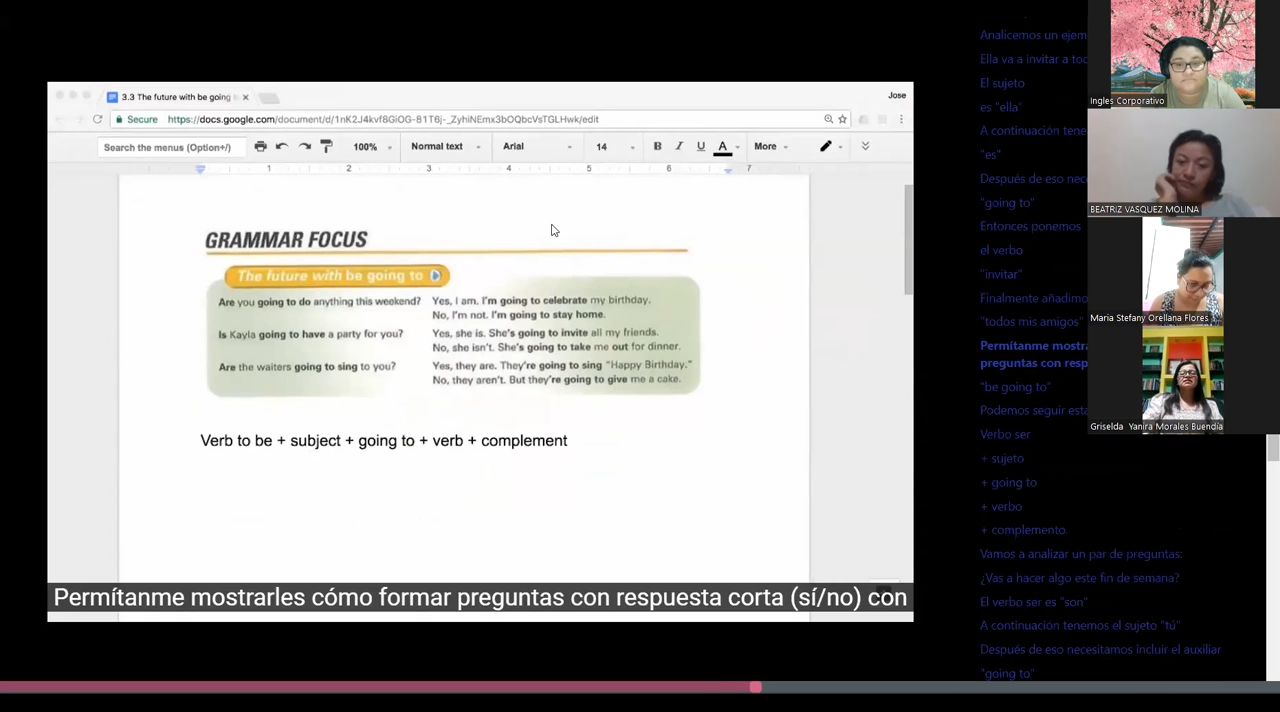 3.3 The future with be going
Jose
Secure
https://docs.google.com/document/d/1nK2J4kvf8GiOG-81T6j-_ZyhiNEmx3bOQbcVsTGLHwk/edit
Search the menus (Option+/)
100%
Normal text
Arial
14
B I U A
More
1 2 3 4 5 6 7
GRAMMAR FOCUS
The future with be going to
Are you going to do anything this weekend? Yes, I am. I'm going to celebrate my birthday.
No, I'm not. I'm going to stay home.
Is Kayla going to have a party for you? Yes, she is. She's going to invite all my friends.
No, she isn't. She's going to take me out for dinner.
Are the waiters going to sing to you? Yes, they are. They're going to sing "Happy Birthday."
No, they aren't. But they're going to give me a cake.
Verb to be + subject + going to + verb + complement
Permítanme mostrarles cómo formar preguntas con respuesta corta (sí/no) con
Analicemos un ejem
Ella va a invitar a tod
El sujeto
es "ella"
A continuación tene
"es"
Después de eso nec
"going to"
Entonces ponemos
el verbo
"invitar"
Finalmente añadimo
"todos mis amigos"
Permítanme mostra
preguntas con resp
"be going to"
Podemos seguir esta
Verbo ser
+ sujeto
+ going to
+ verbo
+ complemento.
Vamos a analizar un par de preguntas:
¿Vas a hacer algo este fin de semana?
El verbo ser es "son"
A continuación tenemos el sujeto "tú"
Después de eso necesitamos incluir el auxiliar
"going to"
Ingles Corporativo
BEATRIZ VASQUEZ MOLINA
Maria Stefany Orellana Flores
Griselda Yanira Morales Buendía